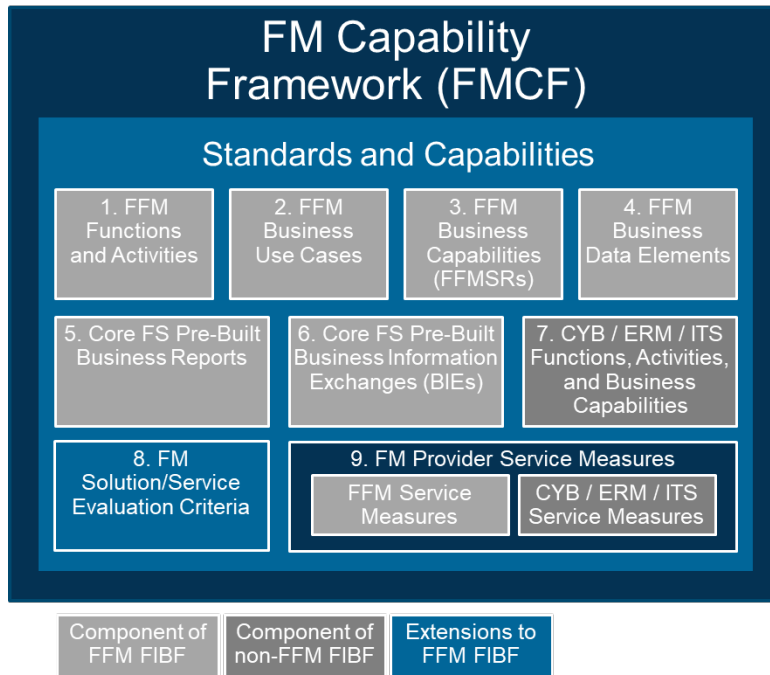 FM Capability
Framework (FMCF)
Standards and Capabilities
1. FFM
Functions
and Activities
2. FFM
Business
Use Cases
3. FFM
Business
Capabilities
(FFMSRs)
4. FFM
Business
Data Elements
5. Core FS Pre-Built
Business Reports
6. Core FS Pre-Built
Business Information
Exchanges (BIEs)
7. CYB / ERM / ITS
Functions, Activities,
and Business
Capabilities
8. FM
Solution/Service
Evaluation Criteria
9. FM Provider Service Measures
FFM Service
Measures
CYB / ERM / ITS
Service Measures
Component of
FFM FIBF
Component of
non-FFM FIBF
Extensions to
FFM FIBF